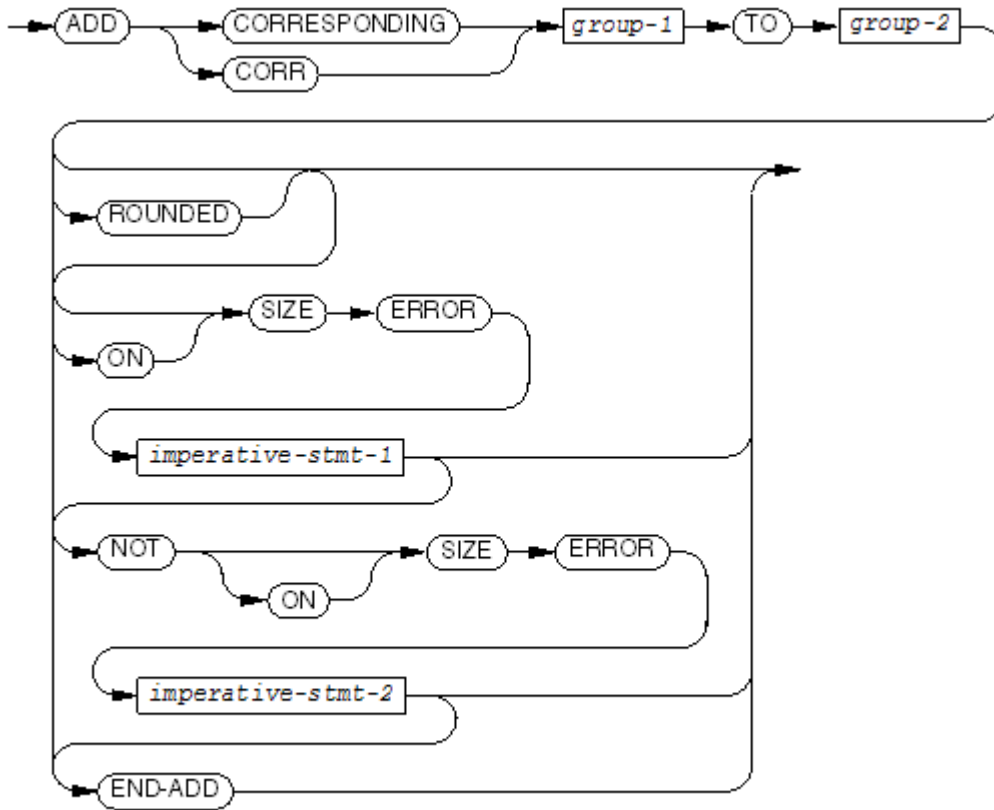 ADD CORRESPONDING group-1 TO group-2
CORR
ROUNDED
SIZE ERROR
ON
imperative-stmt-1
NOT SIZE ERROR
ON
imperative-stmt-2
END-ADD